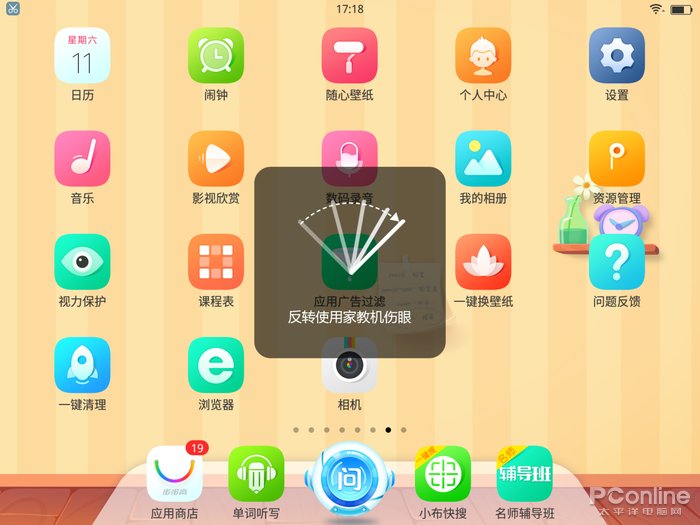 17:18
星期六
11
日历
闹钟
随心壁纸
个人中心
设置
音乐
影视欣赏
数码录音
我的相册
资源管理
视力保护
课程表
应用广告过滤
一键换壁纸
问题反馈
反转使用家教机伤眼
一键清理
浏览器
相机
19
步步高
问
名师
辅导班
应用商店
单词听写
小布快搜
名师辅导班
PConline
太平洋电脑网